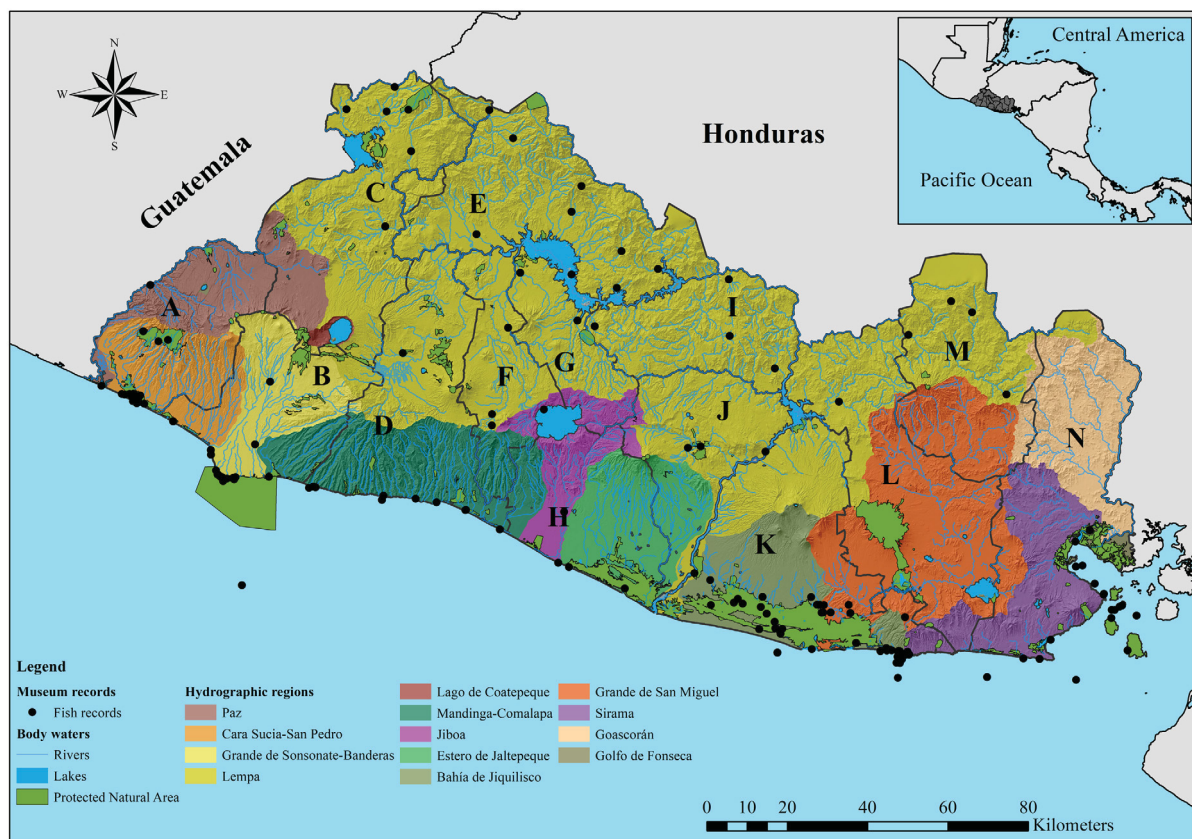 N
W E
S
Central America
Pacific Ocean
Guatemala
Honduras
C
E
A
I
B
G
M
F
D
J
N
L
H
K
Legend
Museum records
Fish records
Body waters
Rivers
Lakes
Protected Natural Area
Hydrographic regions
Paz
Cara Sucia-San Pedro
Grande de Sonsonate-Banderas
Lempa
Lago de Coatepeque
Mandinga-Comalapa
Jiboa
Estero de Jaltepeque
Bahía de Jiquilisco
Grande de San Miguel
Sirama
Goascorán
Golfo de Fonseca
0 10 20 40 60 80
Kilometers